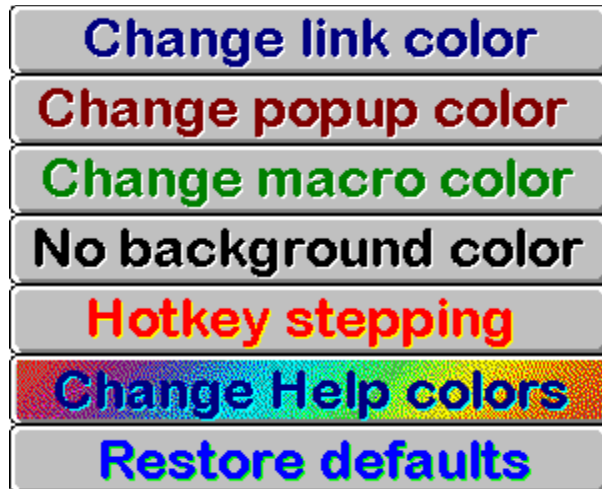 Change link color
Change popup color
Change macro color
No background color
Hotkey stepping
Change Help colors
Restore defaults